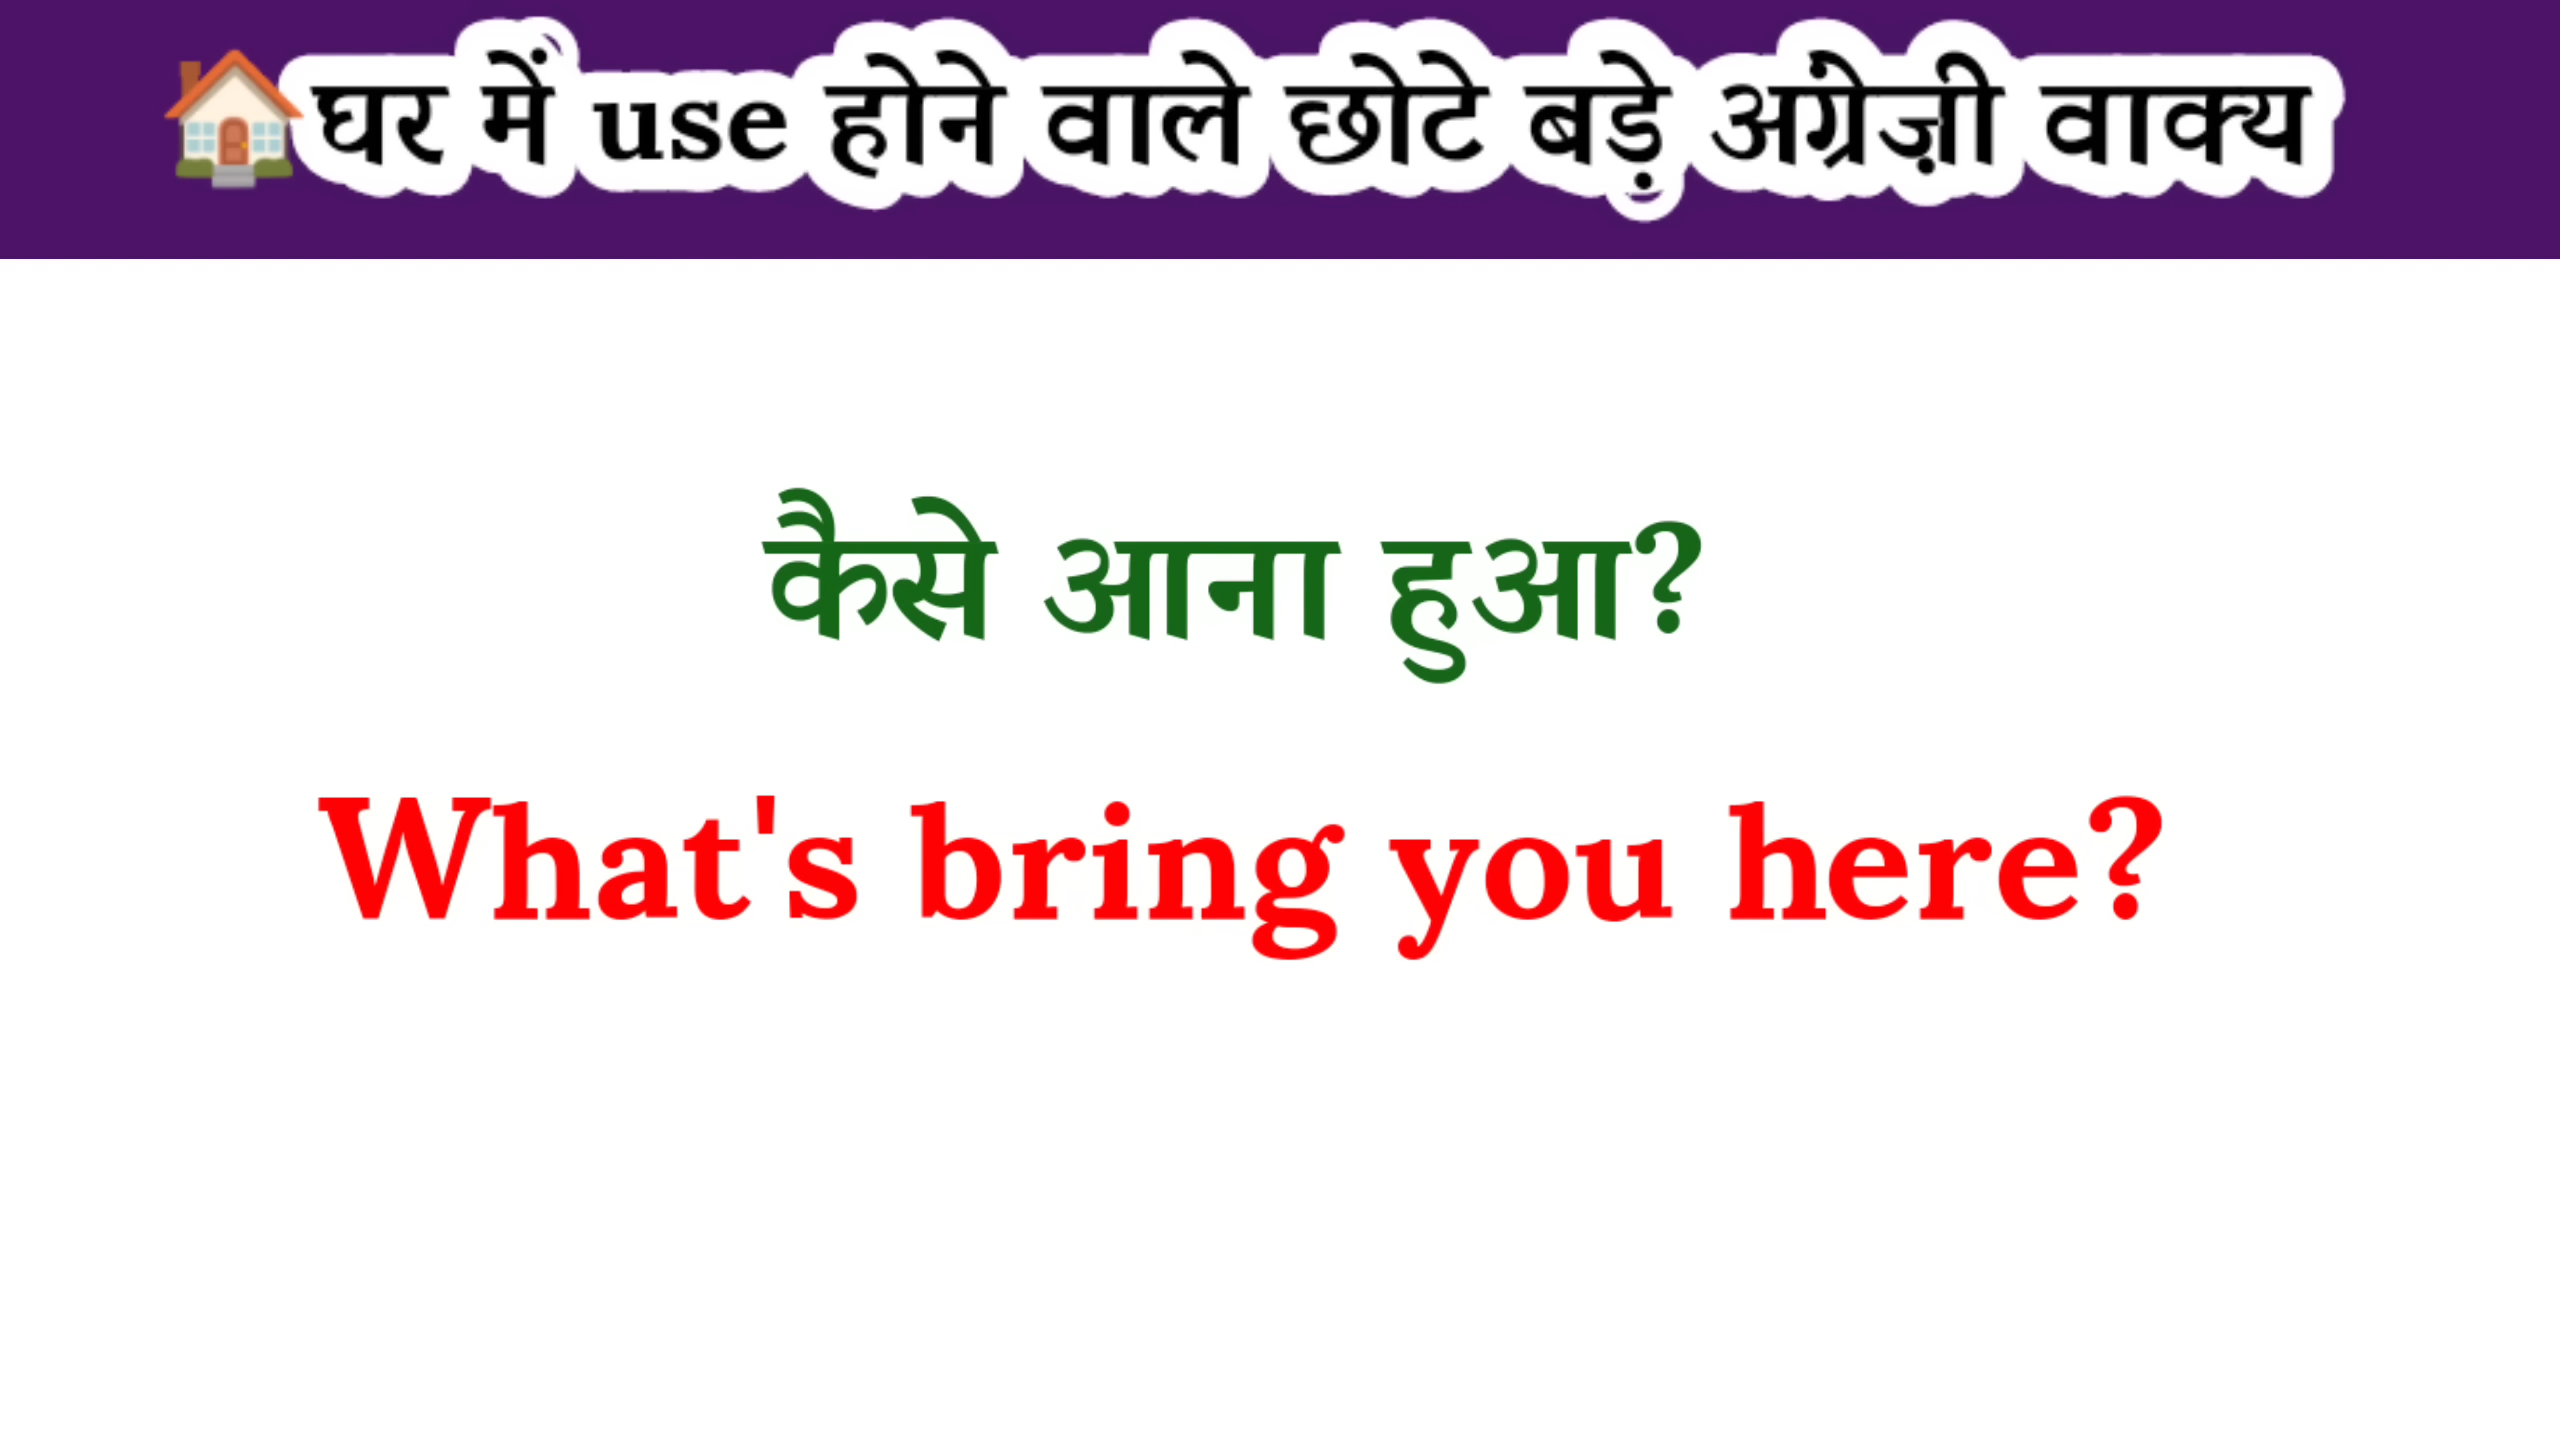 घर में use होने वाले छोटे बड़े अंग्रेज़ी वाक्य
कैसे आना हुआ?
What's bring you here?